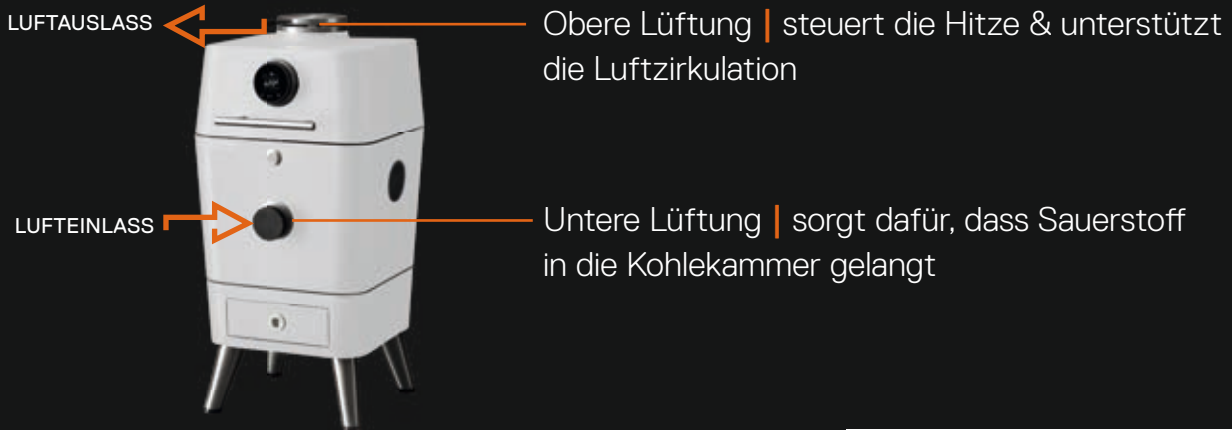 LUFTAUSLASS
Obere Lüftung | steuert die Hitze & unterstützt
die Luftzirkulation
LUFTEINLASS
Untere Lüftung | sorgt dafür, dass Sauerstoff
in die Kohlekammer gelangt